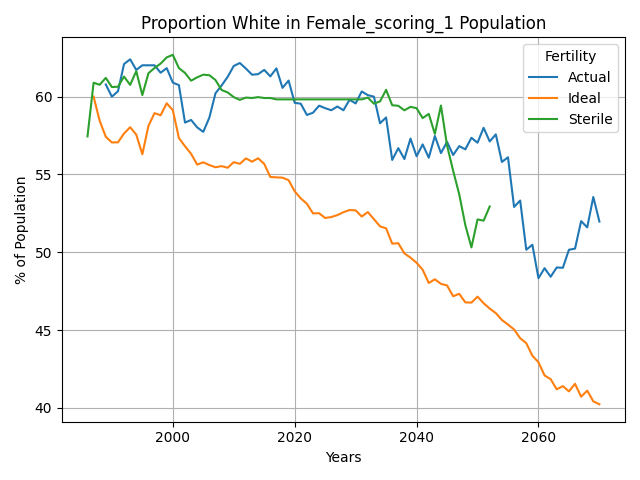 Proportion White in Female_scoring_1 Population
Fertility
Actual
Ideal
Sterile
% of Population
60
55
50
45
40
2000
2020
2040
2060
Years